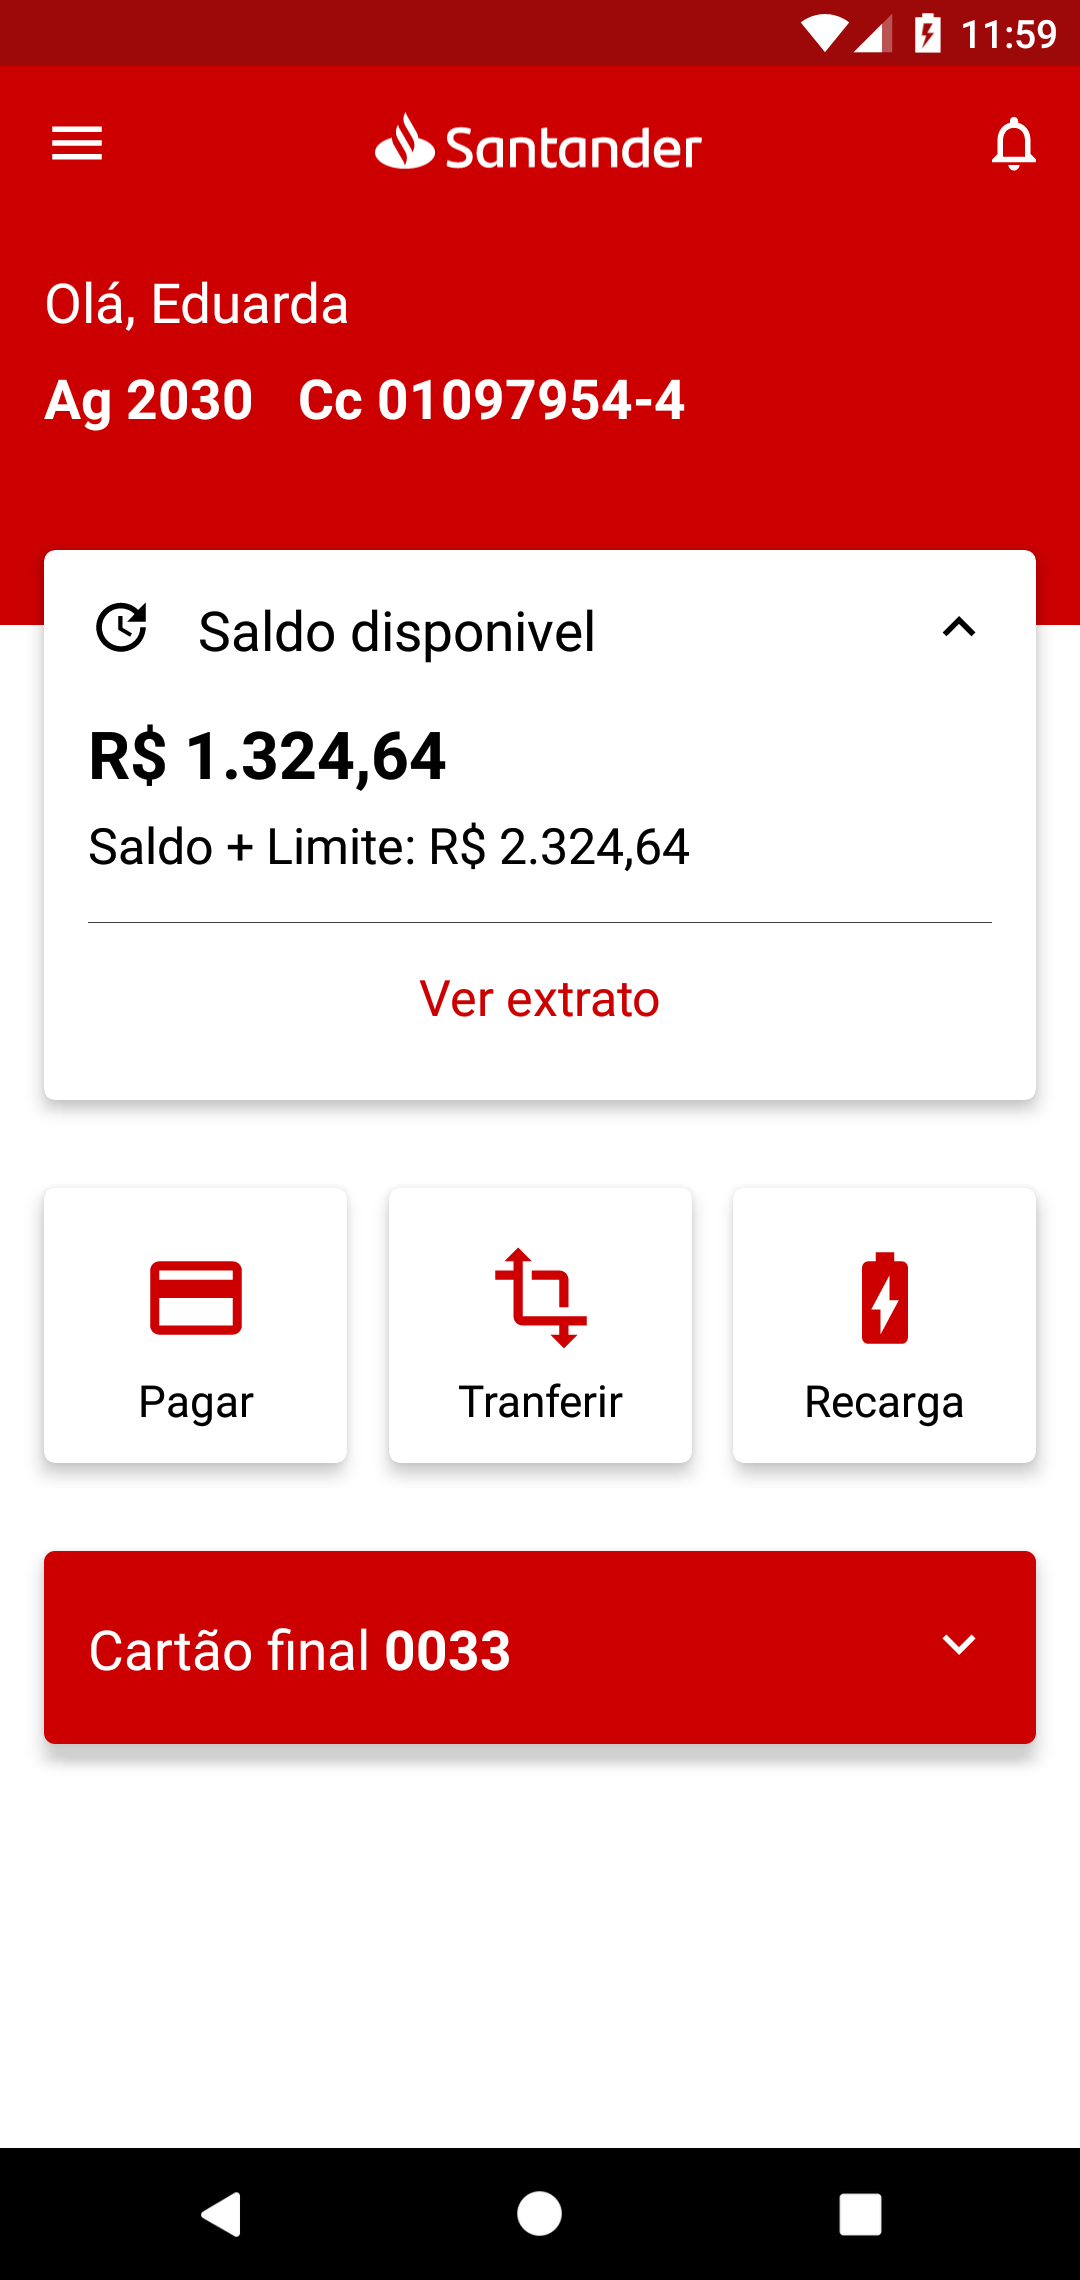 11:59
Santander
Olá, Eduarda
Ag 2030 Cc 01097954-4
Saldo disponivel
R$ 1.324,64
Saldo + Limite: R$ 2.324,64
Ver extrato
Pagar Tranferir Recarga
Cartão final 0033